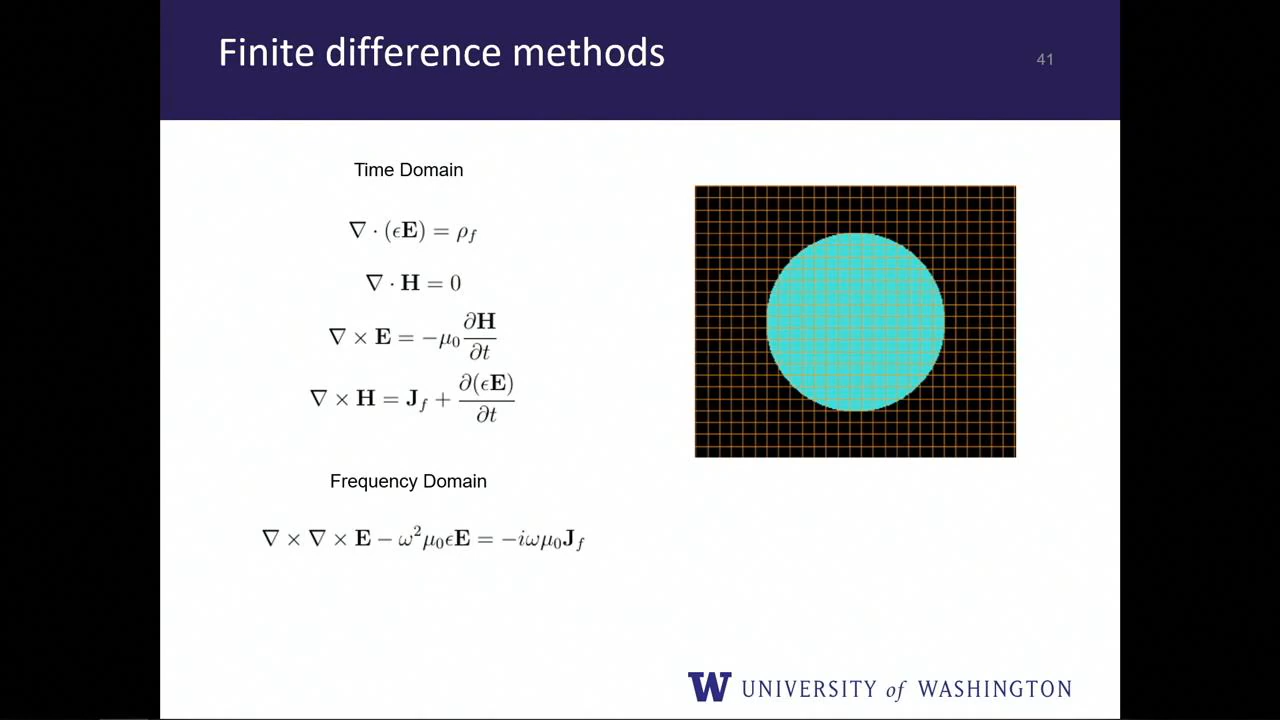 Finite difference methods
41
Time Domain
∇ · (ϵE) = ρ_f
∇ · H = 0
∇ × E = −μ₀ ∂H/∂t
∇ × H = J_f + ∂(ϵE)/∂t
Frequency Domain
∇ × ∇ × E − ω²μ₀ϵE = −iωμ₀J_f
W UNIVERSITY of WASHINGTON